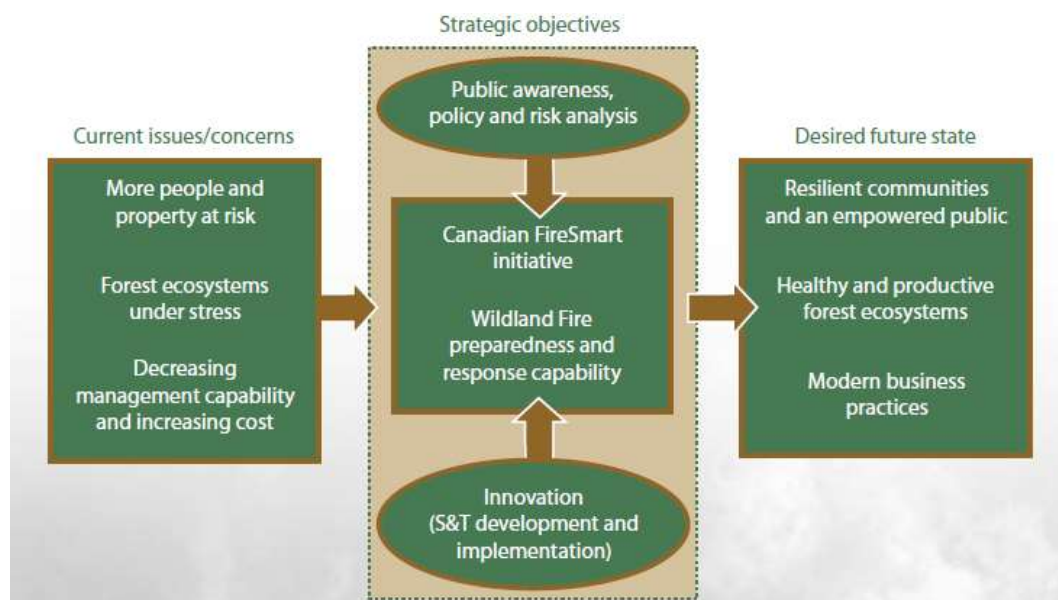 Strategic objectives
Public awareness,
policy and risk analysis
Current issues/concerns
More people and
property at risk
Forest ecosystems
under stress
Decreasing
management capability
and increasing cost
Canadian FireSmart
initiative
Wildland Fire
preparedness and
response capability
Innovation
(S&T development and
implementation)
Desired future state
Resilient communities
and an empowered public
Healthy and productive
forest ecosystems
Modern business
practices